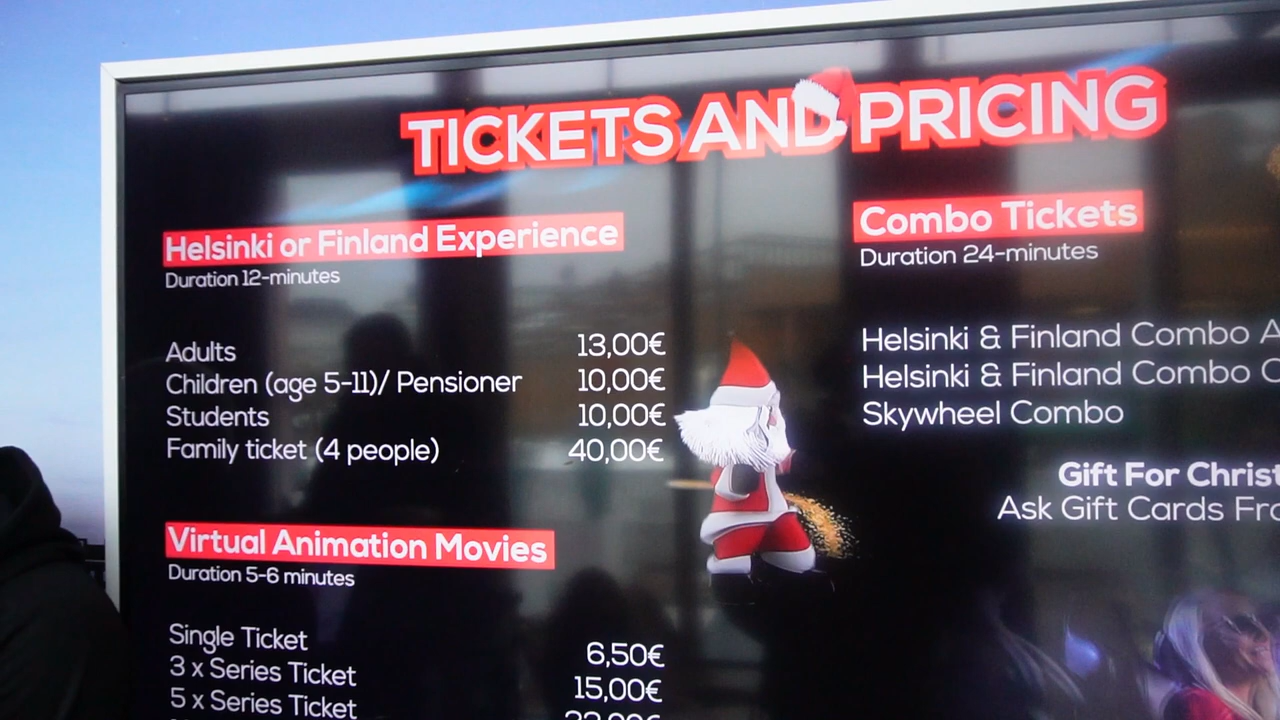 TICKETS AND PRICING
Helsinki or Finland Experience
Duration 12-minutes
Adults 13,00€
Children (age 5-11)/ Pensioner 10,00€
Students 10,00€
Family ticket (4 people) 40,00€
Virtual Animation Movies
Duration 5-6 minutes
Single Ticket 6,50€
3 x Series Ticket 15,00€
5 x Series Ticket
Combo Tickets
Duration 24-minutes
Helsinki & Finland Combo
Helsinki & Finland Combo
Skywheel Combo
Gift For Christ
Ask Gift Cards Fro